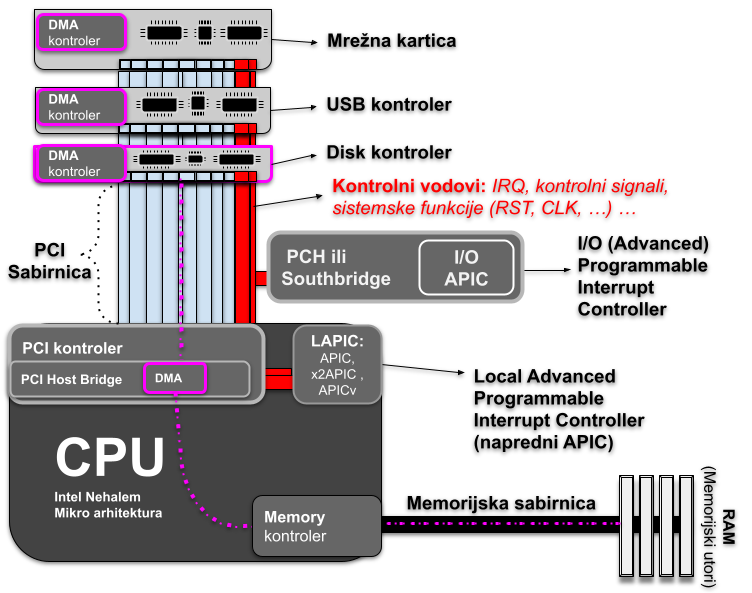 DMA
kontroler
Mrežna kartica
DMA
kontroler
USB kontroler
DMA
kontroler
Disk kontroler
Kontrolni vodovi: IRQ, kontrolni signali,
sistemske funkcije (RST, CLK, …) …
PCI
Sabirnica
PCH ili
Southbridge
I/O
APIC
I/O (Advanced)
Programmable
Interrupt
Controller
PCI kontroler
PCI Host Bridge
DMA
LAPIC:
APIC,
x2APIC ,
APICv
Local Advanced
Programmable
Interrupt Controller
(napredni APIC)
CPU
Intel Nehalem
Mikro arhitektura
Memory
kontroler
Memorijska sabirnica
RAM
(Memorijski utori)